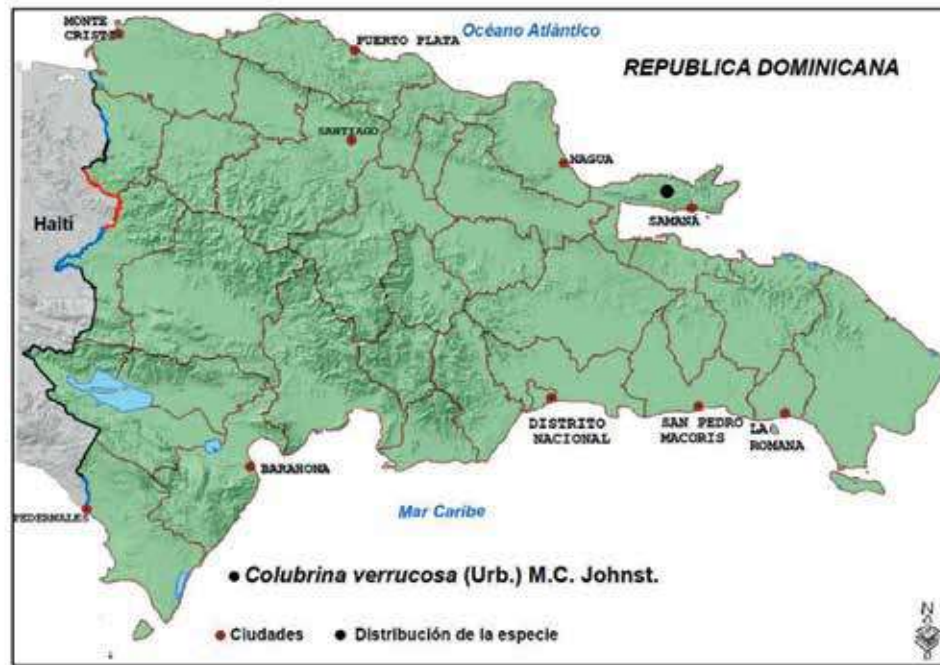 MONTE
CRISTI
PUERTO PLATA
Océano Atlántico
REPUBLICA DOMINICANA
SANTIAGO
NAGUA
SAMANÁ
Haití
DISTRITO
NACIONAL
SAN PEDRO
MACORIS
LA
ROMANA
BARAHONA
PEDERNALES
Mar Caribe
Colubrina verrucosa (Urb.) M.C. Johnst.
Ciudades
Distribución de la especie
N